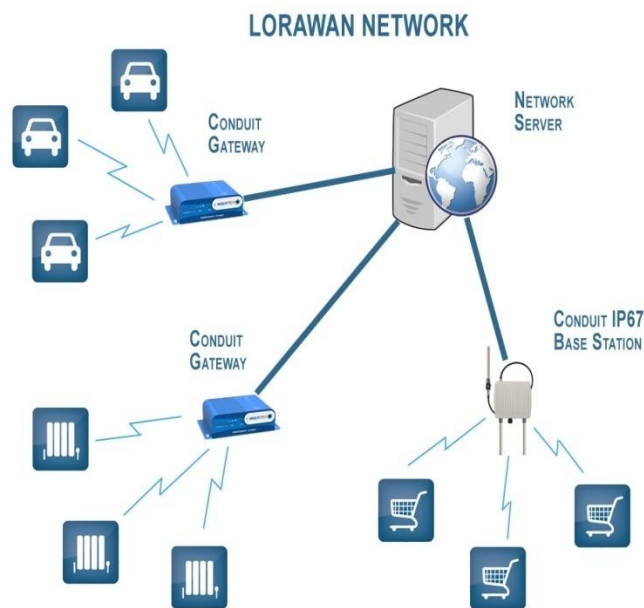 LORAWAN NETWORK
NETWORK
SERVER
CONDUIT
GATEWAY
CONDUIT IP67
BASE STATION
CONDUIT
GATEWAY